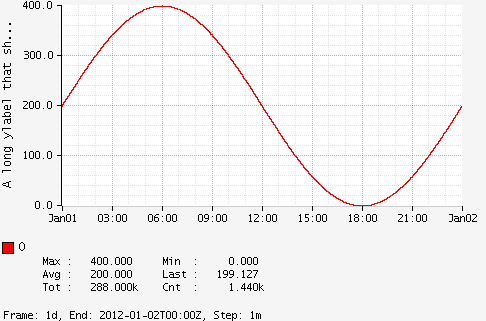 400.0
300.0
200.0
100.0
0.0
A long ylabel that sh...
Jan01 03:00 06:00 09:00 12:00 15:00 18:00 21:00 Jan02
0
Max : 400.000 Min : 0.000
Avg : 200.000 Last : 199.127
Tot : 288.000k Cnt : 1.440k
Frame: 1d, End: 2012-01-02T00:00Z, Step: 1m